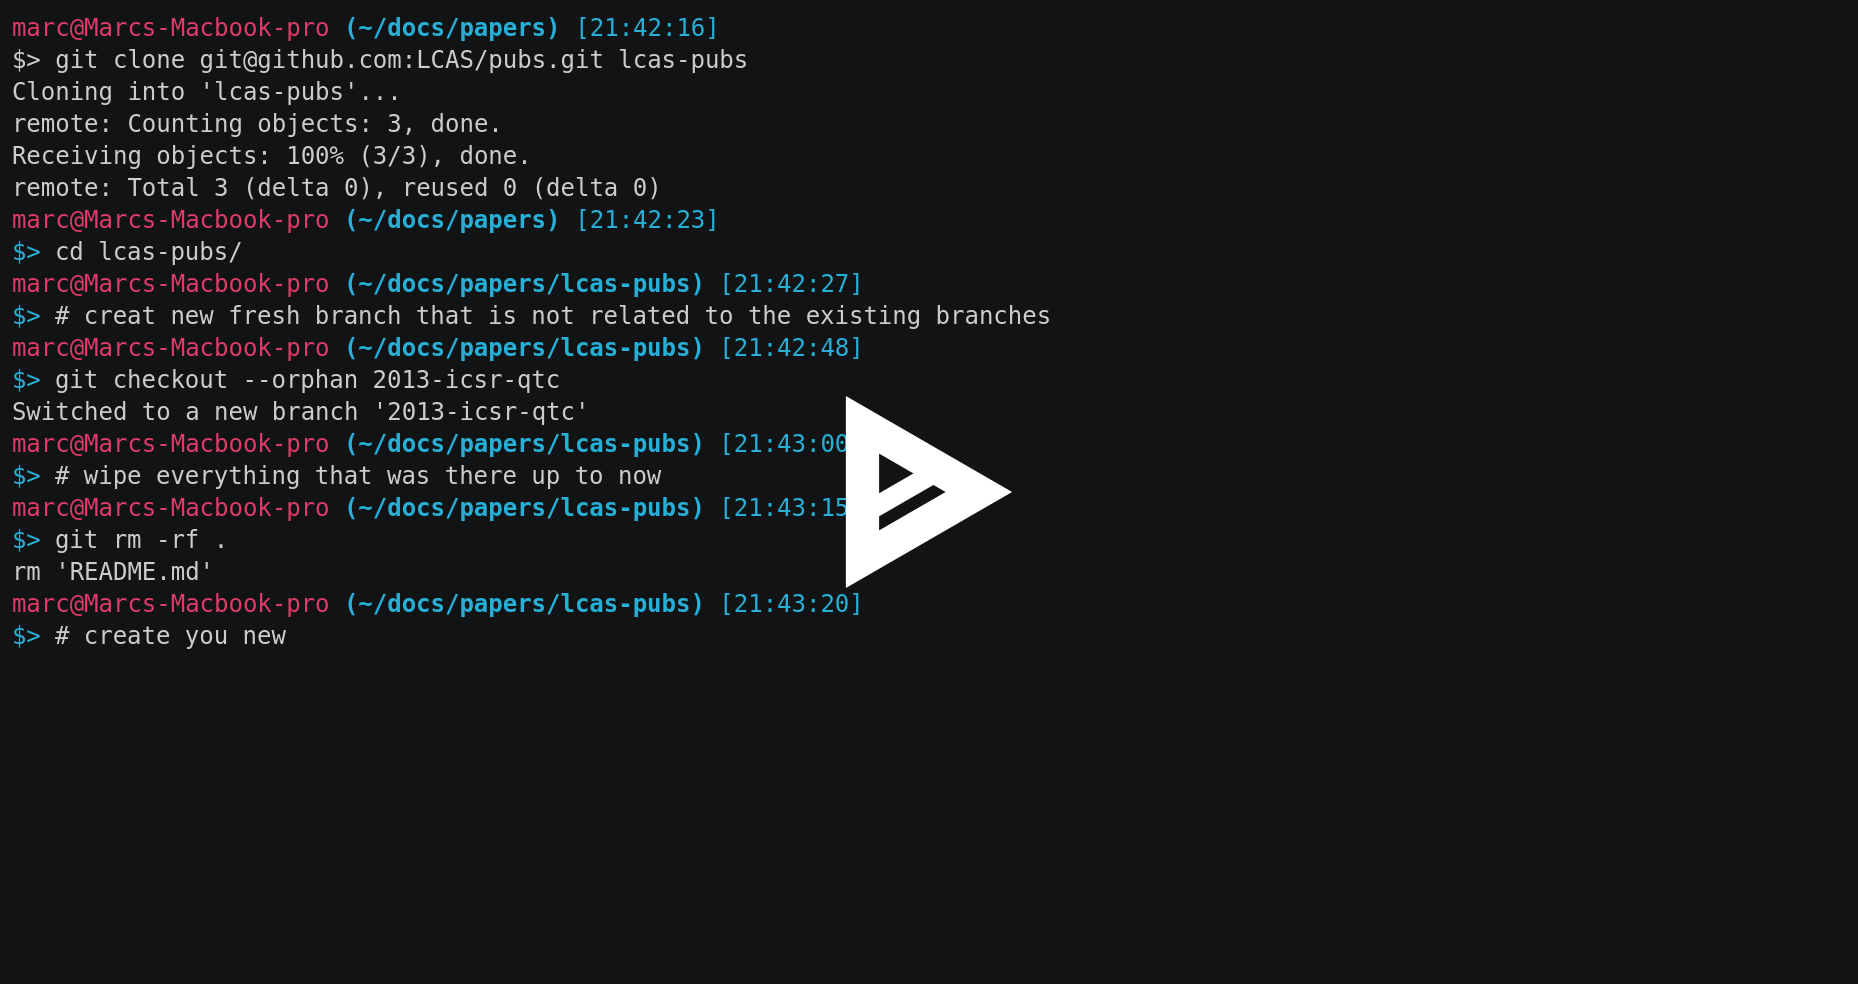 marc@Marcs-Macbook-pro (~/docs/papers) [21:42:16]
$> git clone git@github.com:LCAS/pubs.git lcas-pubs
Cloning into 'lcas-pubs'...
remote: Counting objects: 3, done.
Receiving objects: 100% (3/3), done.
remote: Total 3 (delta 0), reused 0 (delta 0)
marc@Marcs-Macbook-pro (~/docs/papers) [21:42:23]
$> cd lcas-pubs/
marc@Marcs-Macbook-pro (~/docs/papers/lcas-pubs) [21:42:27]
$> # creat new fresh branch that is not related to the existing branches
marc@Marcs-Macbook-pro (~/docs/papers/lcas-pubs) [21:42:48]
$> git checkout --orphan 2013-icsr-qtc
Switched to a new branch '2013-icsr-qtc'
marc@Marcs-Macbook-pro (~/docs/papers/lcas-pubs) [21:43:00
$> # wipe everything that was there up to now
marc@Marcs-Macbook-pro (~/docs/papers/lcas-pubs) [21:43:15
$> git rm -rf .
rm 'README.md'
marc@Marcs-Macbook-pro (~/docs/papers/lcas-pubs) [21:43:20]
$> # create you new